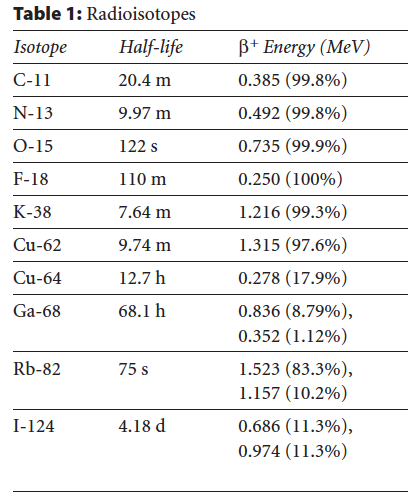 Table 1: Radioisotopes
Isotope Half-life β⁺ Energy (MeV)
C-11 20.4 m 0.385 (99.8%)
N-13 9.97 m 0.492 (99.8%)
O-15 122 s 0.735 (99.9%)
F-18 110 m 0.250 (100%)
K-38 7.64 m 1.216 (99.3%)
Cu-62 9.74 m 1.315 (97.6%)
Cu-64 12.7 h 0.278 (17.9%)
Ga-68 68.1 h 0.836 (8.79%),
0.352 (1.12%)
Rb-82 75 s 1.523 (83.3%),
1.157 (10.2%)
I-124 4.18 d 0.686 (11.3%),
0.974 (11.3%)